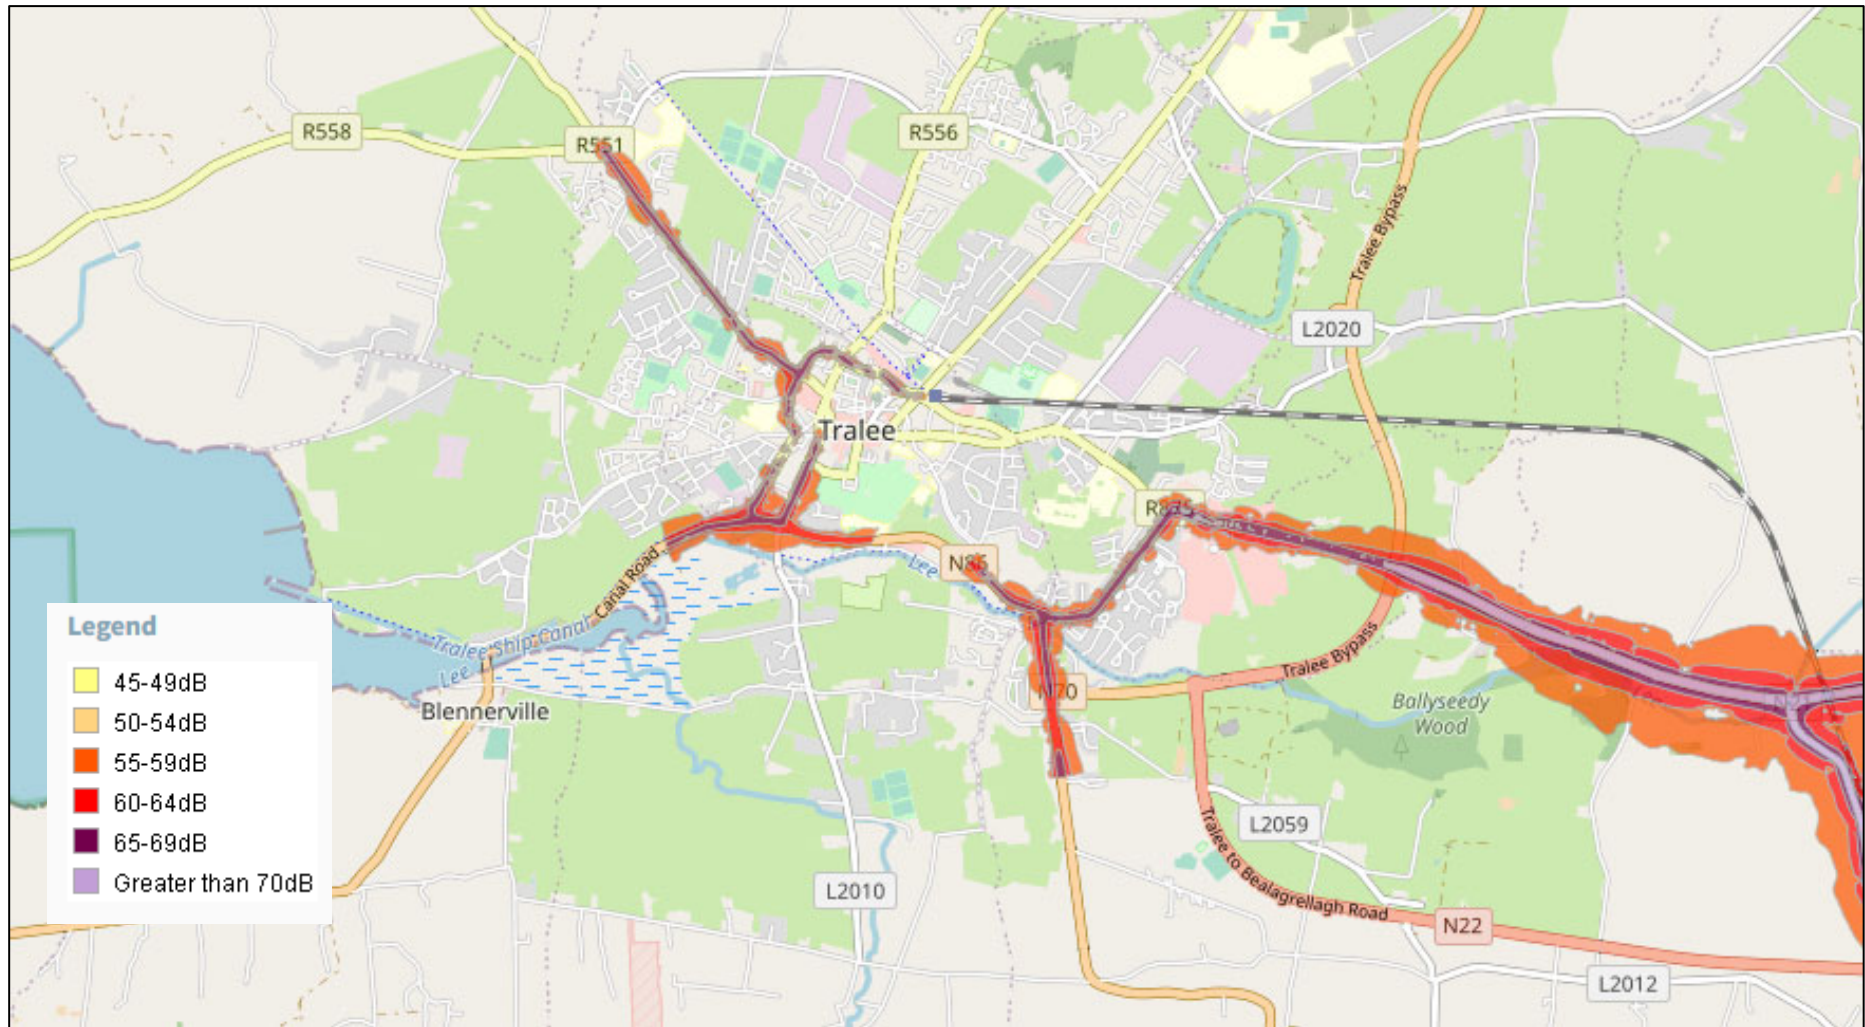 R558
R551
R556
Tralee Bypass
L2020
Tralee
R875
N86
Lee
Canal Road
Tralee Ship Canal
Lee
N70
Tralee Bypass
Ballyseedy
Wood
Blennerville
L2059
Tralee to Bealagrellagh Road
L2010
N22
L2012
Legend
45-49dB
50-54dB
55-59dB
60-64dB
65-69dB
Greater than 70dB